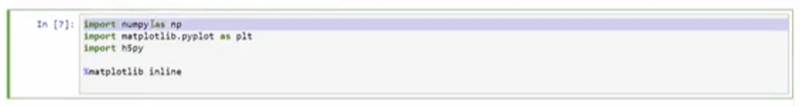 In [7]: import numpy as np
import matplotlib.pyplot as plt
import h5py
%matplotlib inline